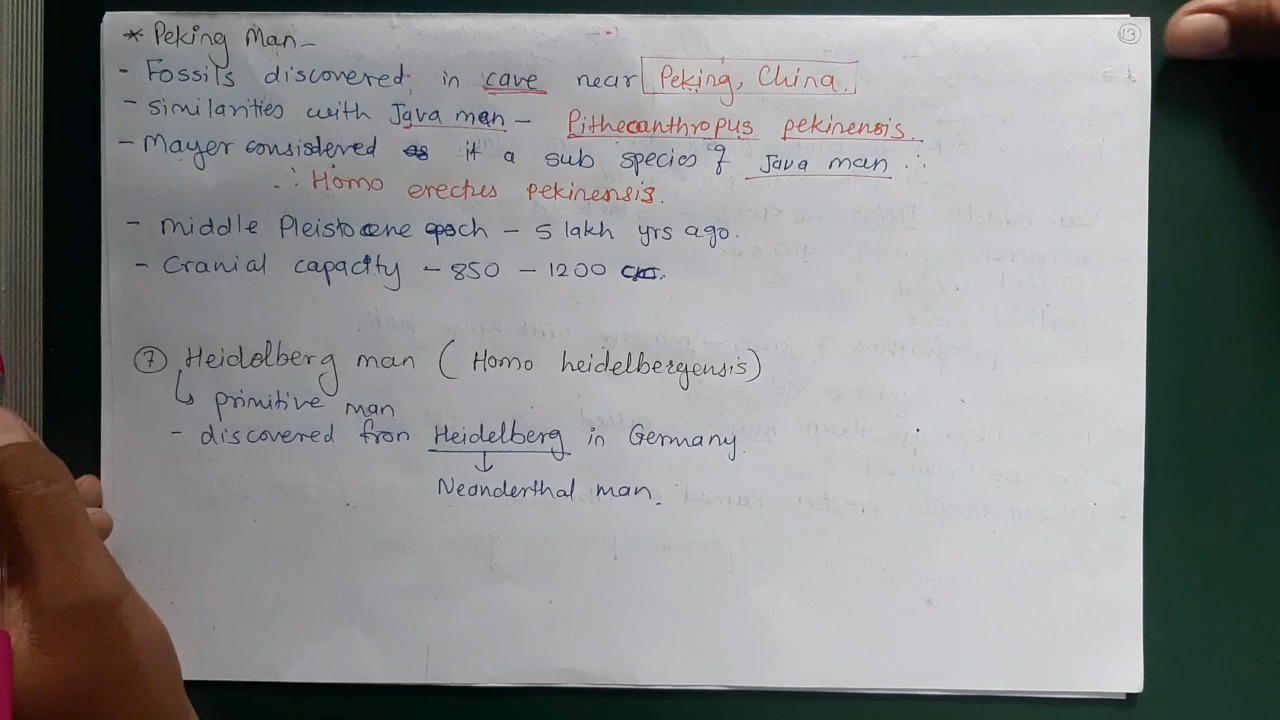 13
* Peking Man -
- Fossils discovered in cave near Peking, China.
- similarities with Java man - Pithecanthropus pekinensis.
- Mayer considered it a sub species of Java man ∴
∴ Homo erectus pekinensis.
- middle Pleistocene epoch - 5 lakh yrs ago.
- Cranial capacity - 850 - 1200 cc.
7 Heidelberg man (Homo heidelbergensis)
↳ primitive man
- discovered from Heidelberg in Germany.
↓
Neanderthal man.